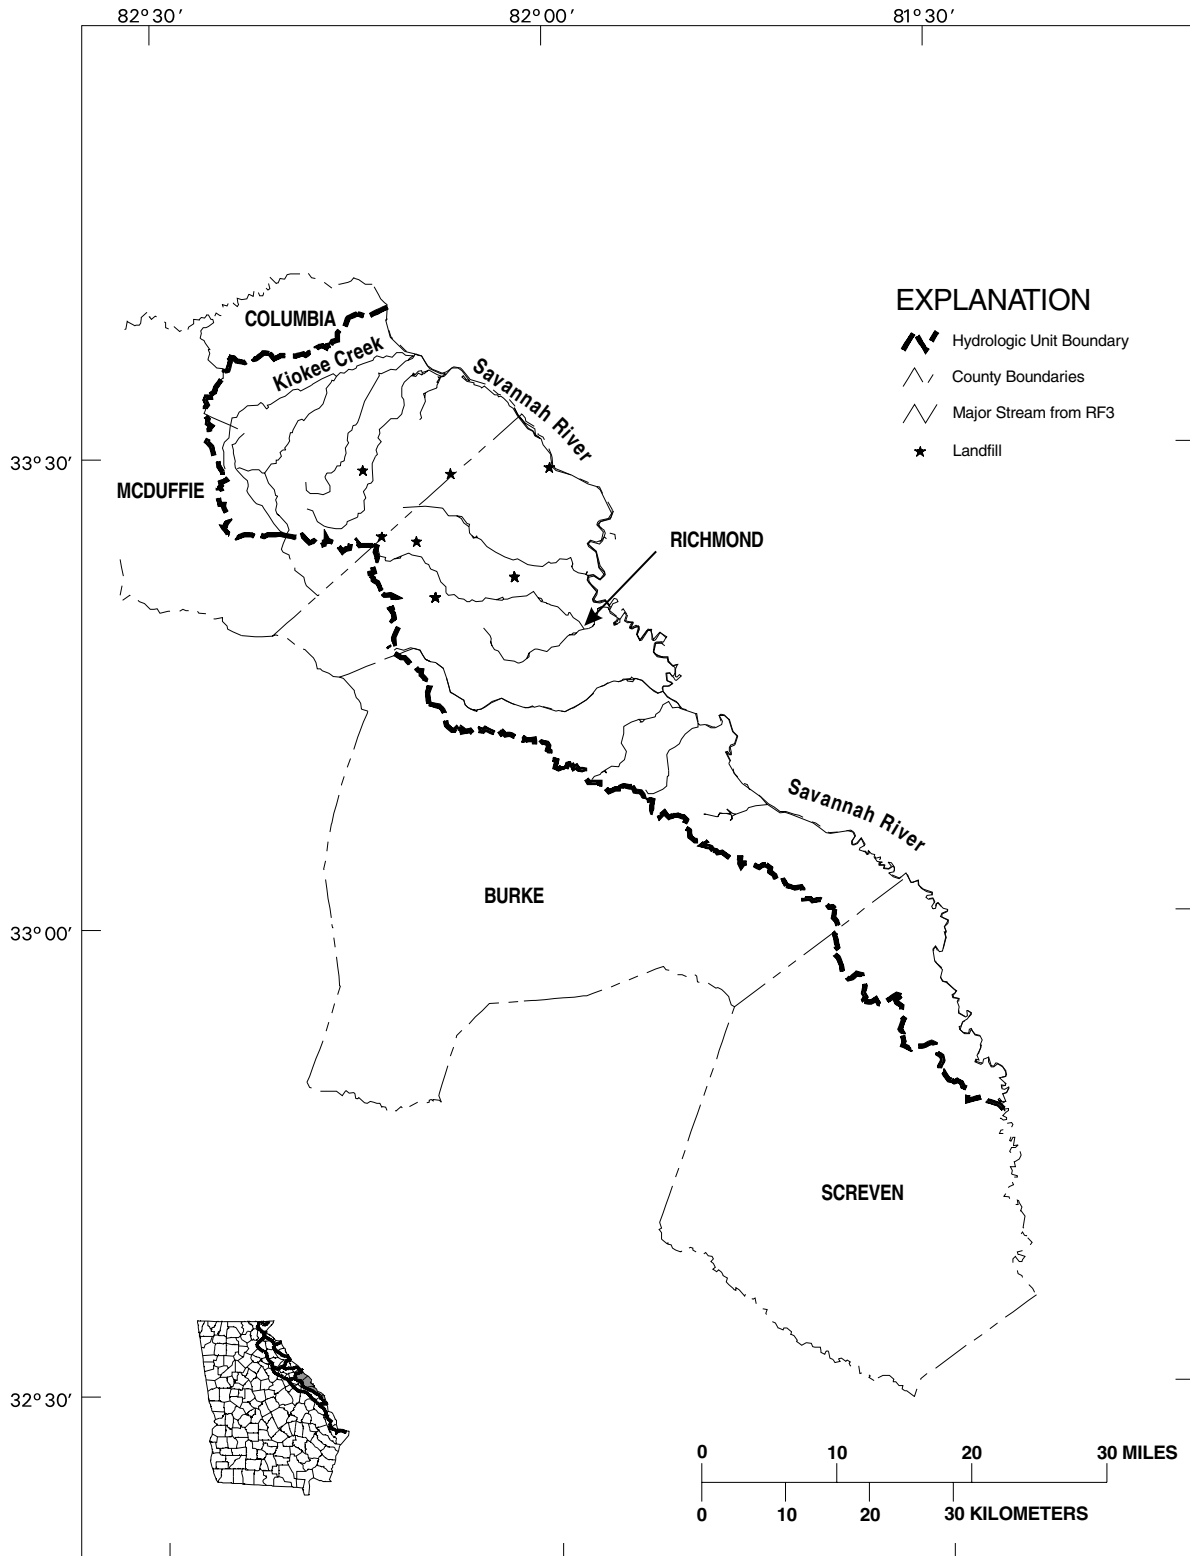 82° 30′
82° 00′
81° 30′
COLUMBIA
Kiokee Creek
Savannah River
EXPLANATION
Hydrologic Unit Boundary
County Boundaries
Major Stream from RF3
Landfill
33° 30′
MCDUFFIE
RICHMOND
Savannah River
BURKE
33° 00′
SCREVEN
32° 30′
0 10 20 30 MILES
0 10 20 30 KILOMETERS